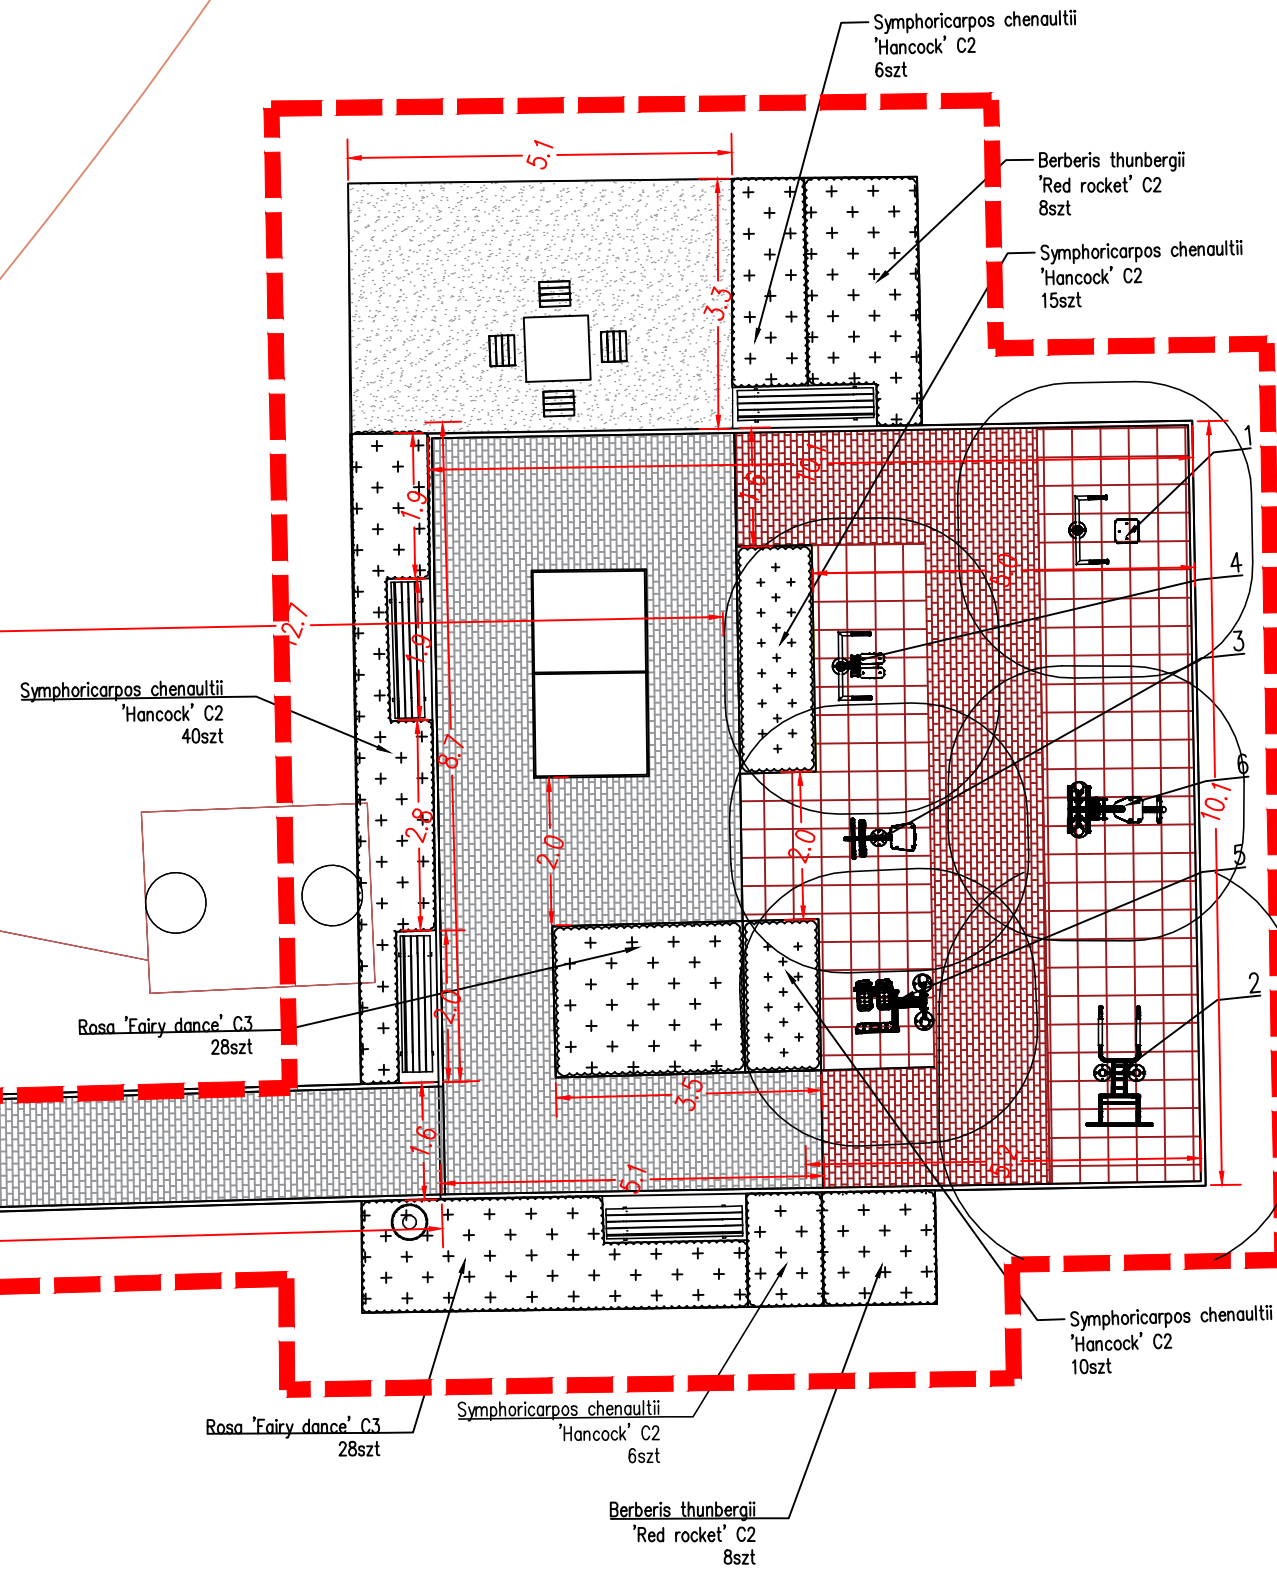 Symphoricarpos chenaultii
'Hancock' C2
6szt
5.1
Berberis thunbergii
'Red rocket' C2
8szt
Symphoricarpos chenaultii
'Hancock' C2
15szt
3.3
1
10.1
1.6
1.9
4
5.0
12.7
1.9
3
Symphoricarpos chenaultii
'Hancock' C2
40szt
8.7
6
10.1
2.8
2.0
2.0
5
2
2.0
Rosa 'Fairy dance' C3
28szt
3.5
1.6
5.2
5.1
Symphoricarpos chenaultii
'Hancock' C2
10szt
Rosa 'Fairy dance' C3
28szt
Symphoricarpos chenaultii
'Hancock' C2
6szt
Berberis thunbergii
'Red rocket' C2
8szt